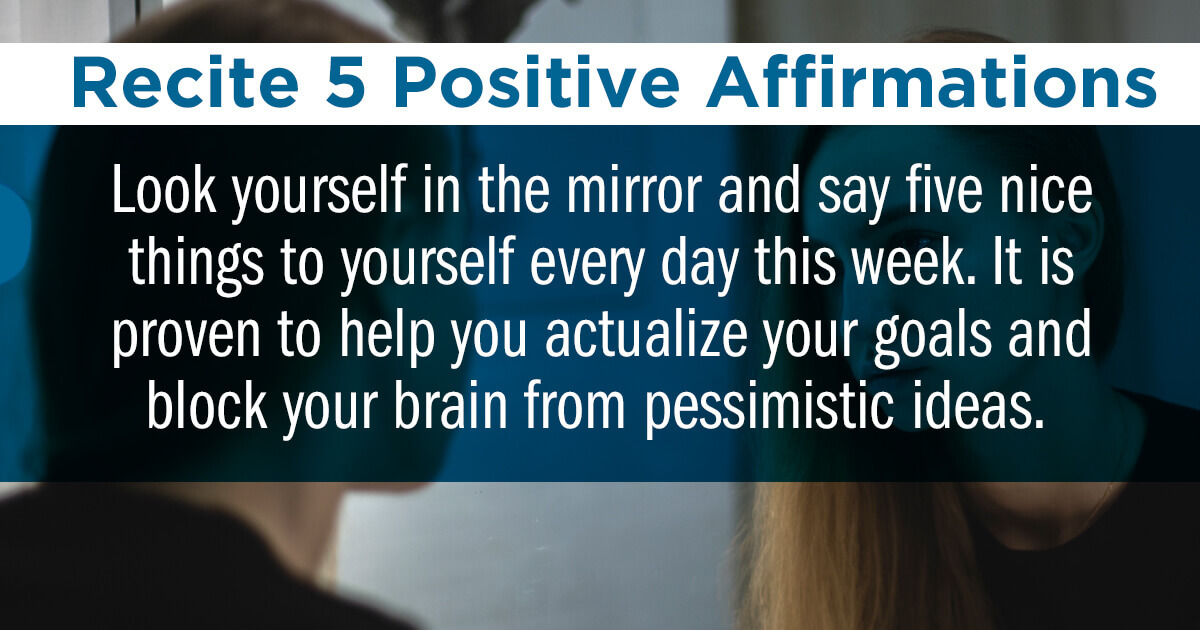 Recite 5 Positive Affirmations
Look yourself in the mirror and say five nice
things to yourself every day this week. It is
proven to help you actualize your goals and
block your brain from pessimistic ideas.